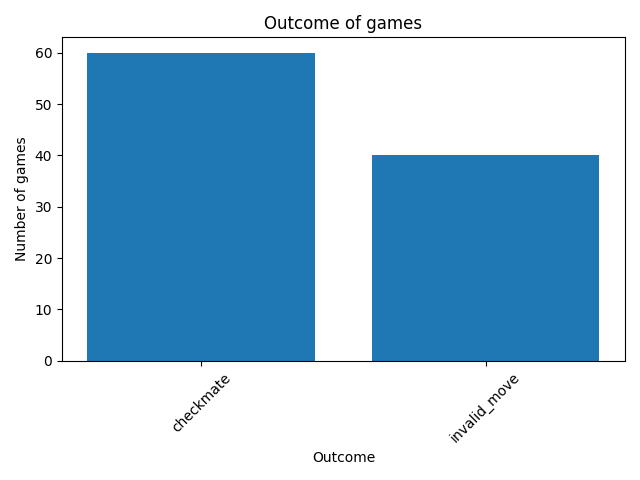 Outcome of games
Number of games
60
50
40
30
20
10
0
checkmate
invalid_move
Outcome